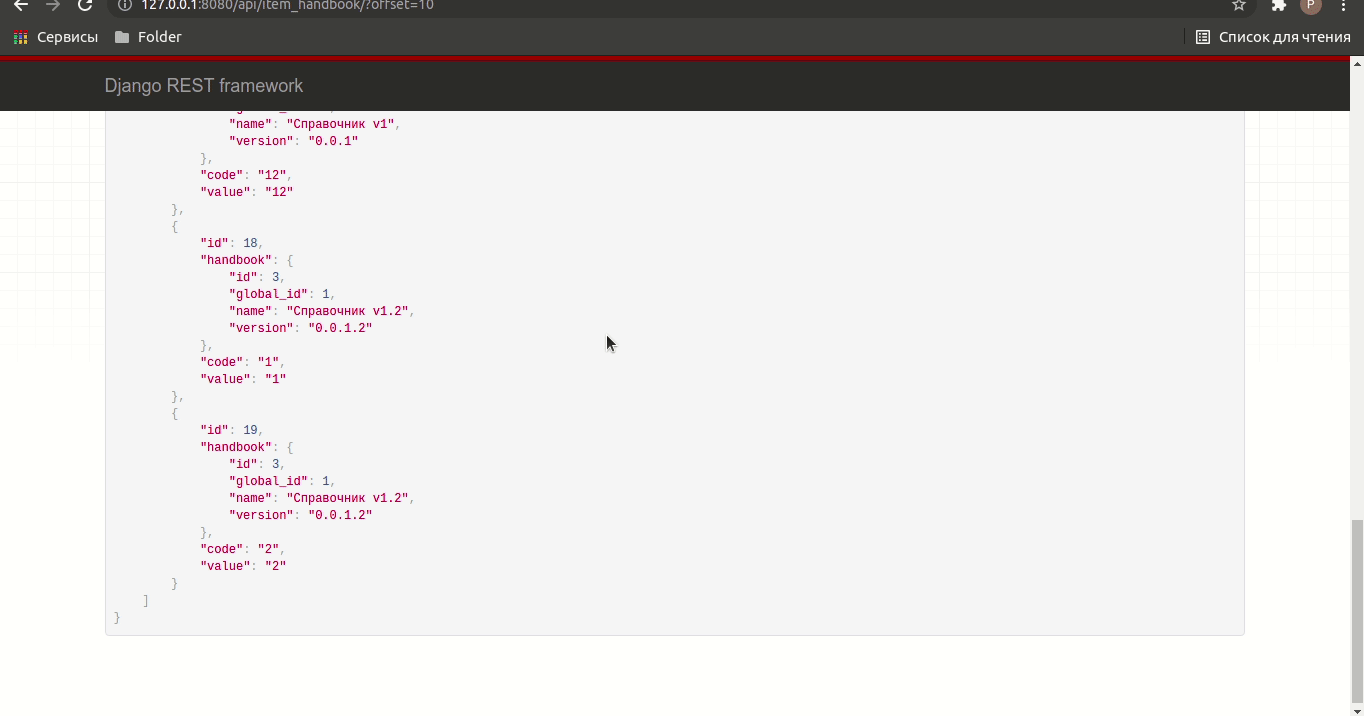 127.0.0.1:8080/api/item_handbook/?offset=10
P
Сервисы Folder Список для чтения
Django REST framework
"name": "Справочник v1",
"version": "0.0.1"
},
"code": "12",
"value": "12"
},
{
"id": 18,
"handbook": {
"id": 3,
"global_id": 1,
"name": "Справочник v1.2",
"version": "0.0.1.2"
},
"code": "1",
"value": "1"
},
{
"id": 19,
"handbook": {
"id": 3,
"global_id": 1,
"name": "Справочник v1.2",
"version": "0.0.1.2"
},
"code": "2",
"value": "2"
}
]
}